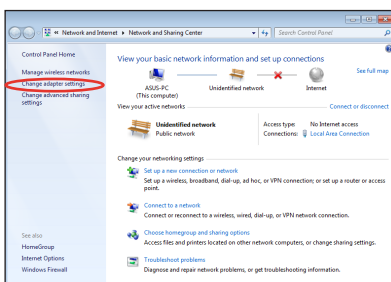 « Network and Internet ▸ Network and Sharing Center
Search Control Panel
Control Panel Home
Manage wireless networks
Change adapter settings
Change advanced sharing
settings
See also
HomeGroup
Internet Options
Windows Firewall
View your basic network information and set up connections
See full map
ASUS-PC
(This computer)
Unidentified network
Internet
View your active networks
Connect or disconnect
Unidentified network
Public network
Access type: No Internet access
Connections: Local Area Connection
Change your networking settings
Set up a new connection or network
Set up a wireless, broadband, dial-up, ad hoc, or VPN connection; or set up a router or access
point.
Connect to a network
Connect or reconnect to a wireless, wired, dial-up, or VPN network connection.
Choose homegroup and sharing options
Access files and printers located on other network computers, or change sharing settings.
Troubleshoot problems
Diagnose and repair network problems, or get troubleshooting information.